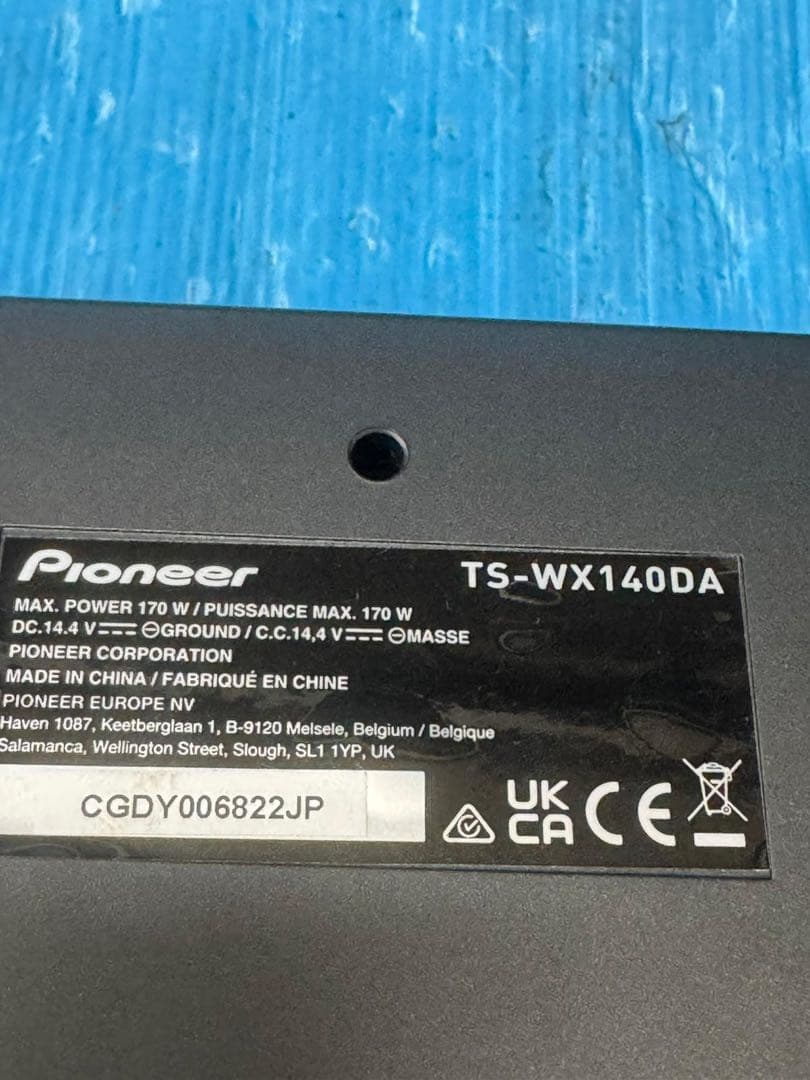 Pioneer
TS-WX140DA
MAX. POWER 170 W / PUISSANCE MAX. 170 W
DC.14.4 V⎓ ⊖GROUND / C.C.14,4 V⎓ ⊖MASSE
PIONEER CORPORATION
MADE IN CHINA / FABRIQUÉ EN CHINE
PIONEER EUROPE NV
Haven 1087, Keetberglaan 1, B-9120 Melsele, Belgium / Belgique
Salamanca, Wellington Street, Slough, SL1 1YP, UK
CGDY006822JP
UK
CA
CE